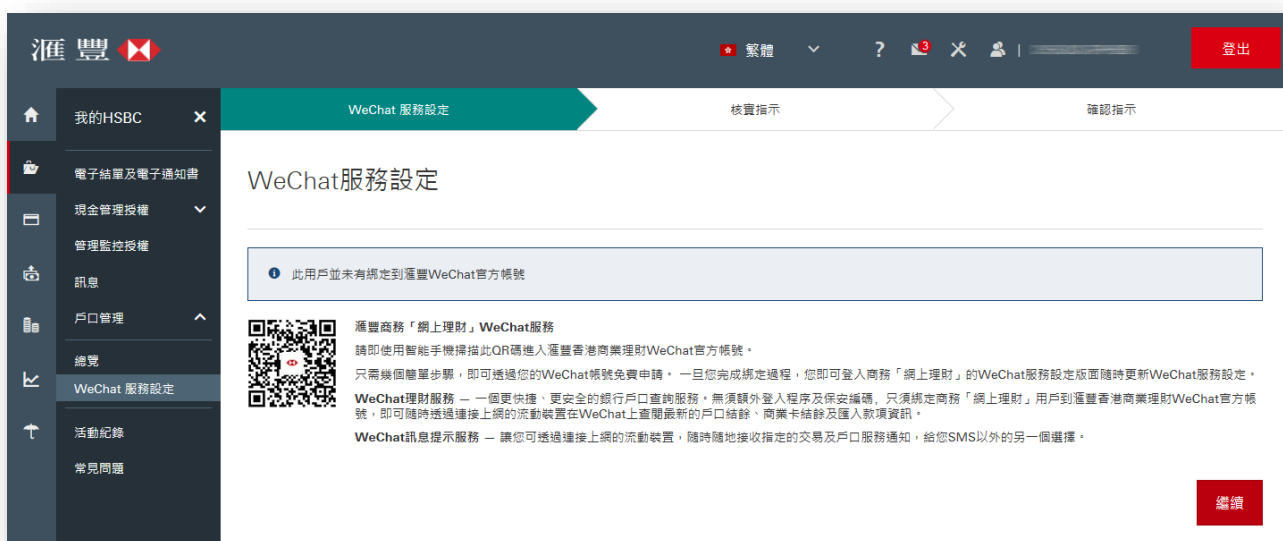 滙豐
繁體
?
3
登出
我的HSBC
WeChat 服務設定
核實指示
確認指示
電子結單及電子通知書
現金管理授權
管理監控授權
訊息
戶口管理
總覽
WeChat 服務設定
活動紀錄
常見問題
WeChat服務設定
此用戶並未有綁定到滙豐WeChat官方帳號
滙豐商務「網上理財」WeChat服務
請即使用智能手機掃描此QR碼進入滙豐香港商業理財WeChat官方帳號。
只需幾個簡單步驟，即可透過您的WeChat帳號免費申請。 一旦您完成綁定過程，您即可登入商務「網上理財」的WeChat服務設定版面隨時更新WeChat服務設定。
WeChat理財服務 — 一個更快捷、更安全的銀行戶口查詢服務。無須額外登入程序及保安編碼, 只須綁定商務「網上理財」用戶到滙豐香港商業理財WeChat官方帳
號，即可隨時透過連接上網的流動裝置在WeChat上查閱最新的戶口結餘、商業卡結餘及匯入款項資訊。
WeChat訊息提示服務 — 讓您可透過連接上網的流動裝置，隨時隨地接收指定的交易及戶口服務通知，給您SMS以外的另一個選擇。
繼續